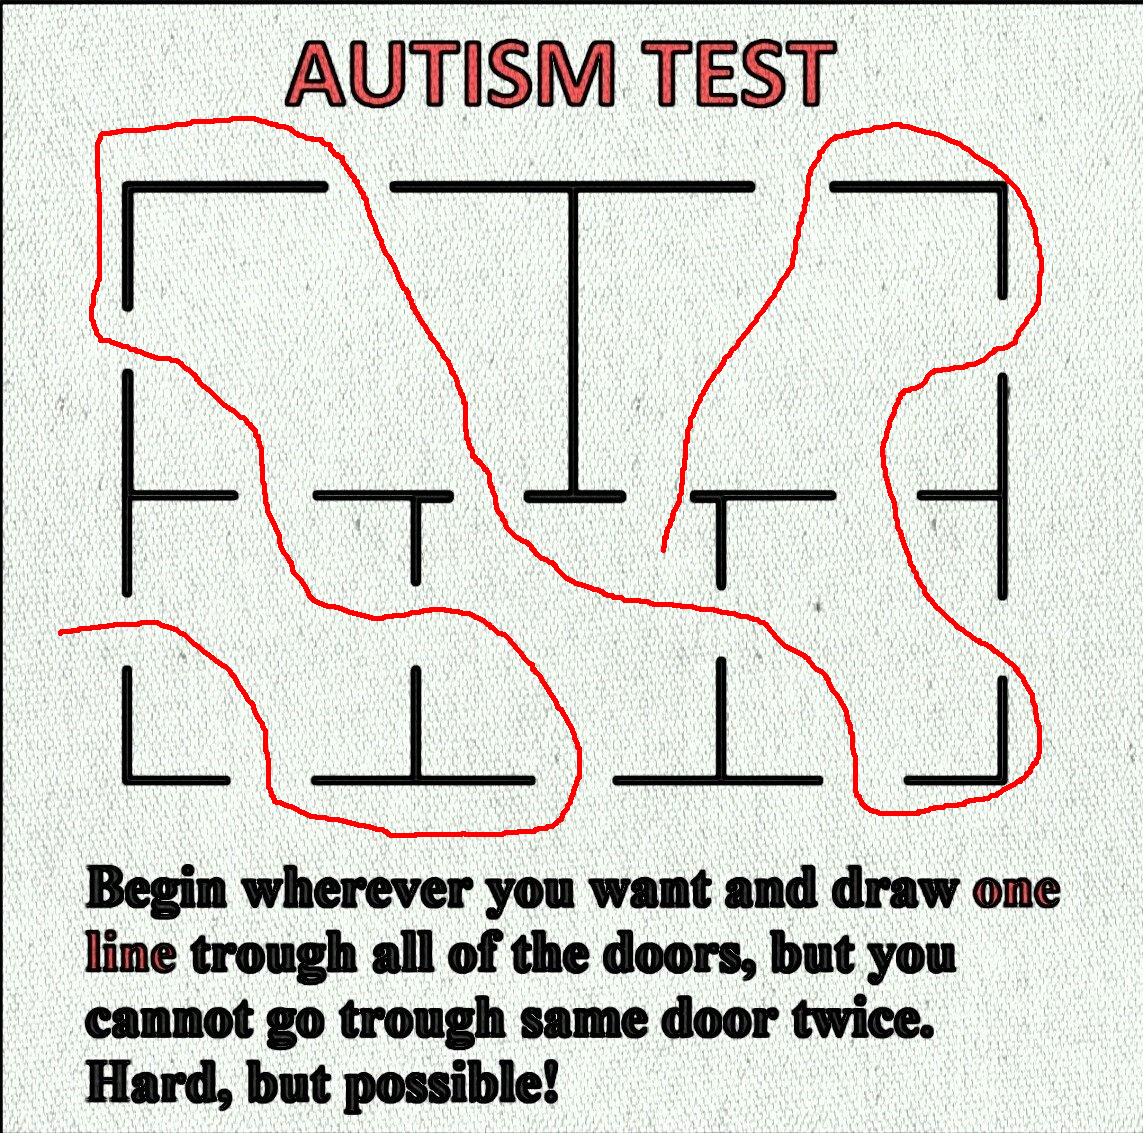 AUTISM TEST
Begin wherever you want and draw one
line trough all of the doors, but you
cannot go trough same door twice.
Hard, but possible!